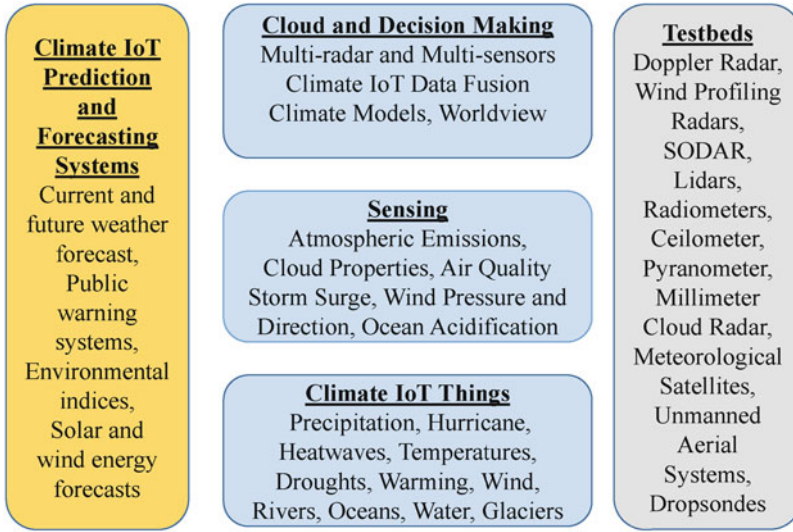 Climate IoT
Prediction
and
Forecasting
Systems
Current and
future weather
forecast,
Public
warning
systems,
Environmental
indices,
Solar and
wind energy
forecasts
Cloud and Decision Making
Multi-radar and Multi-sensors
Climate IoT Data Fusion
Climate Models, Worldview
Sensing
Atmospheric Emissions,
Cloud Properties, Air Quality
Storm Surge, Wind Pressure and
Direction, Ocean Acidification
Climate IoT Things
Precipitation, Hurricane,
Heatwaves, Temperatures,
Droughts, Warming, Wind,
Rivers, Oceans, Water, Glaciers
Testbeds
Doppler Radar,
Wind Profiling
Radars,
SODAR,
Lidars,
Radiometers,
Ceilometer,
Pyranometer,
Millimeter
Cloud Radar,
Meteorological
Satellites,
Unmanned
Aerial
Systems,
Dropsondes